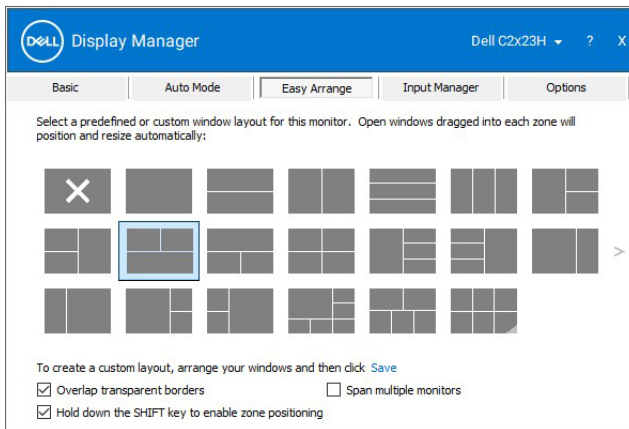 DELL Display Manager Dell C2x23H ? X
Basic Auto Mode Easy Arrange Input Manager Options
Select a predefined or custom window layout for this monitor. Open windows dragged into each zone will
position and resize automatically:
>
To create a custom layout, arrange your windows and then click Save
Overlap transparent borders Span multiple monitors
Hold down the SHIFT key to enable zone positioning